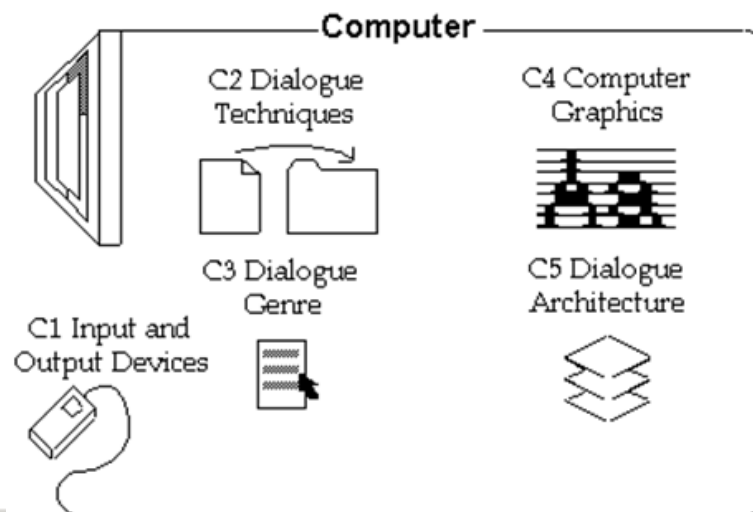 Computer
C2 Dialogue
Techniques
C4 Computer
Graphics
C3 Dialogue
Genre
C5 Dialogue
Architecture
C1 Input and
Output Devices